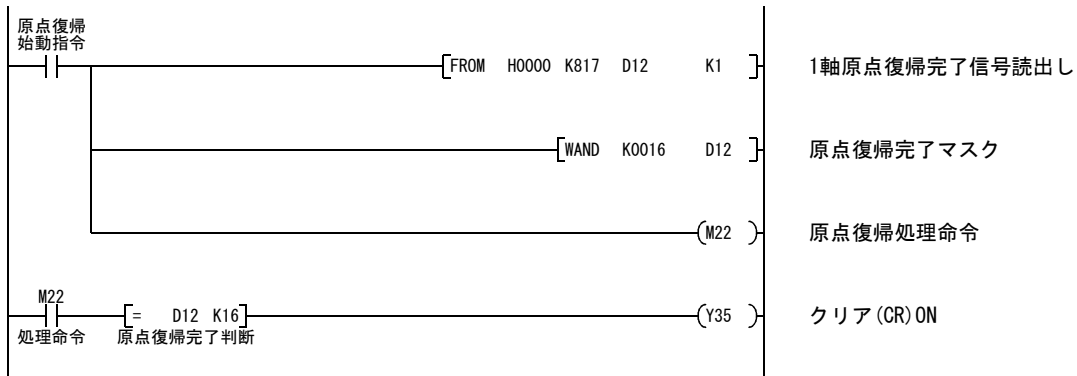 原点復帰
始動指令
FROM H0000 K817 D12 K1
1軸原点復帰完了信号読出し
WAND K0016 D12
原点復帰完了マスク
M22
原点復帰処理命令
M22
処理命令
= D12 K16
原点復帰完了判断
Y35
クリア(CR)ON